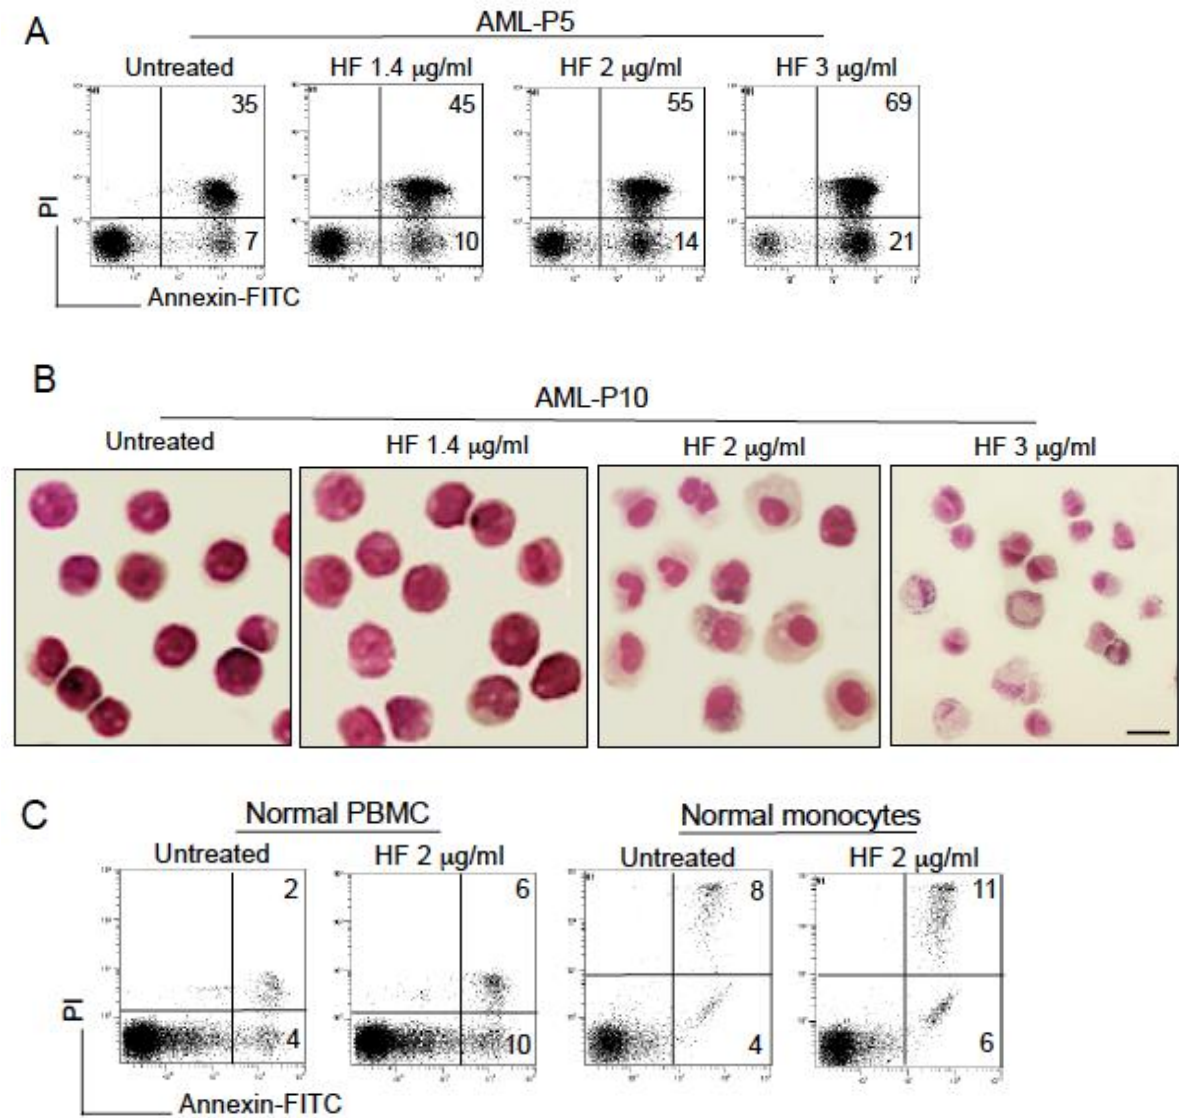 A
AML-P5
Untreated
HF 1.4 µg/ml
HF 2 µg/ml
HF 3 µg/ml
35
45
55
69
PI
7
10
14
21
Annexin-FITC
B
AML-P10
Untreated
HF 1.4 µg/ml
HF 2 µg/ml
HF 3 µg/ml
C
Normal PBMC
Normal monocytes
Untreated
HF 2 µg/ml
Untreated
HF 2 µg/ml
2
6
8
11
PI
4
10
4
6
Annexin-FITC